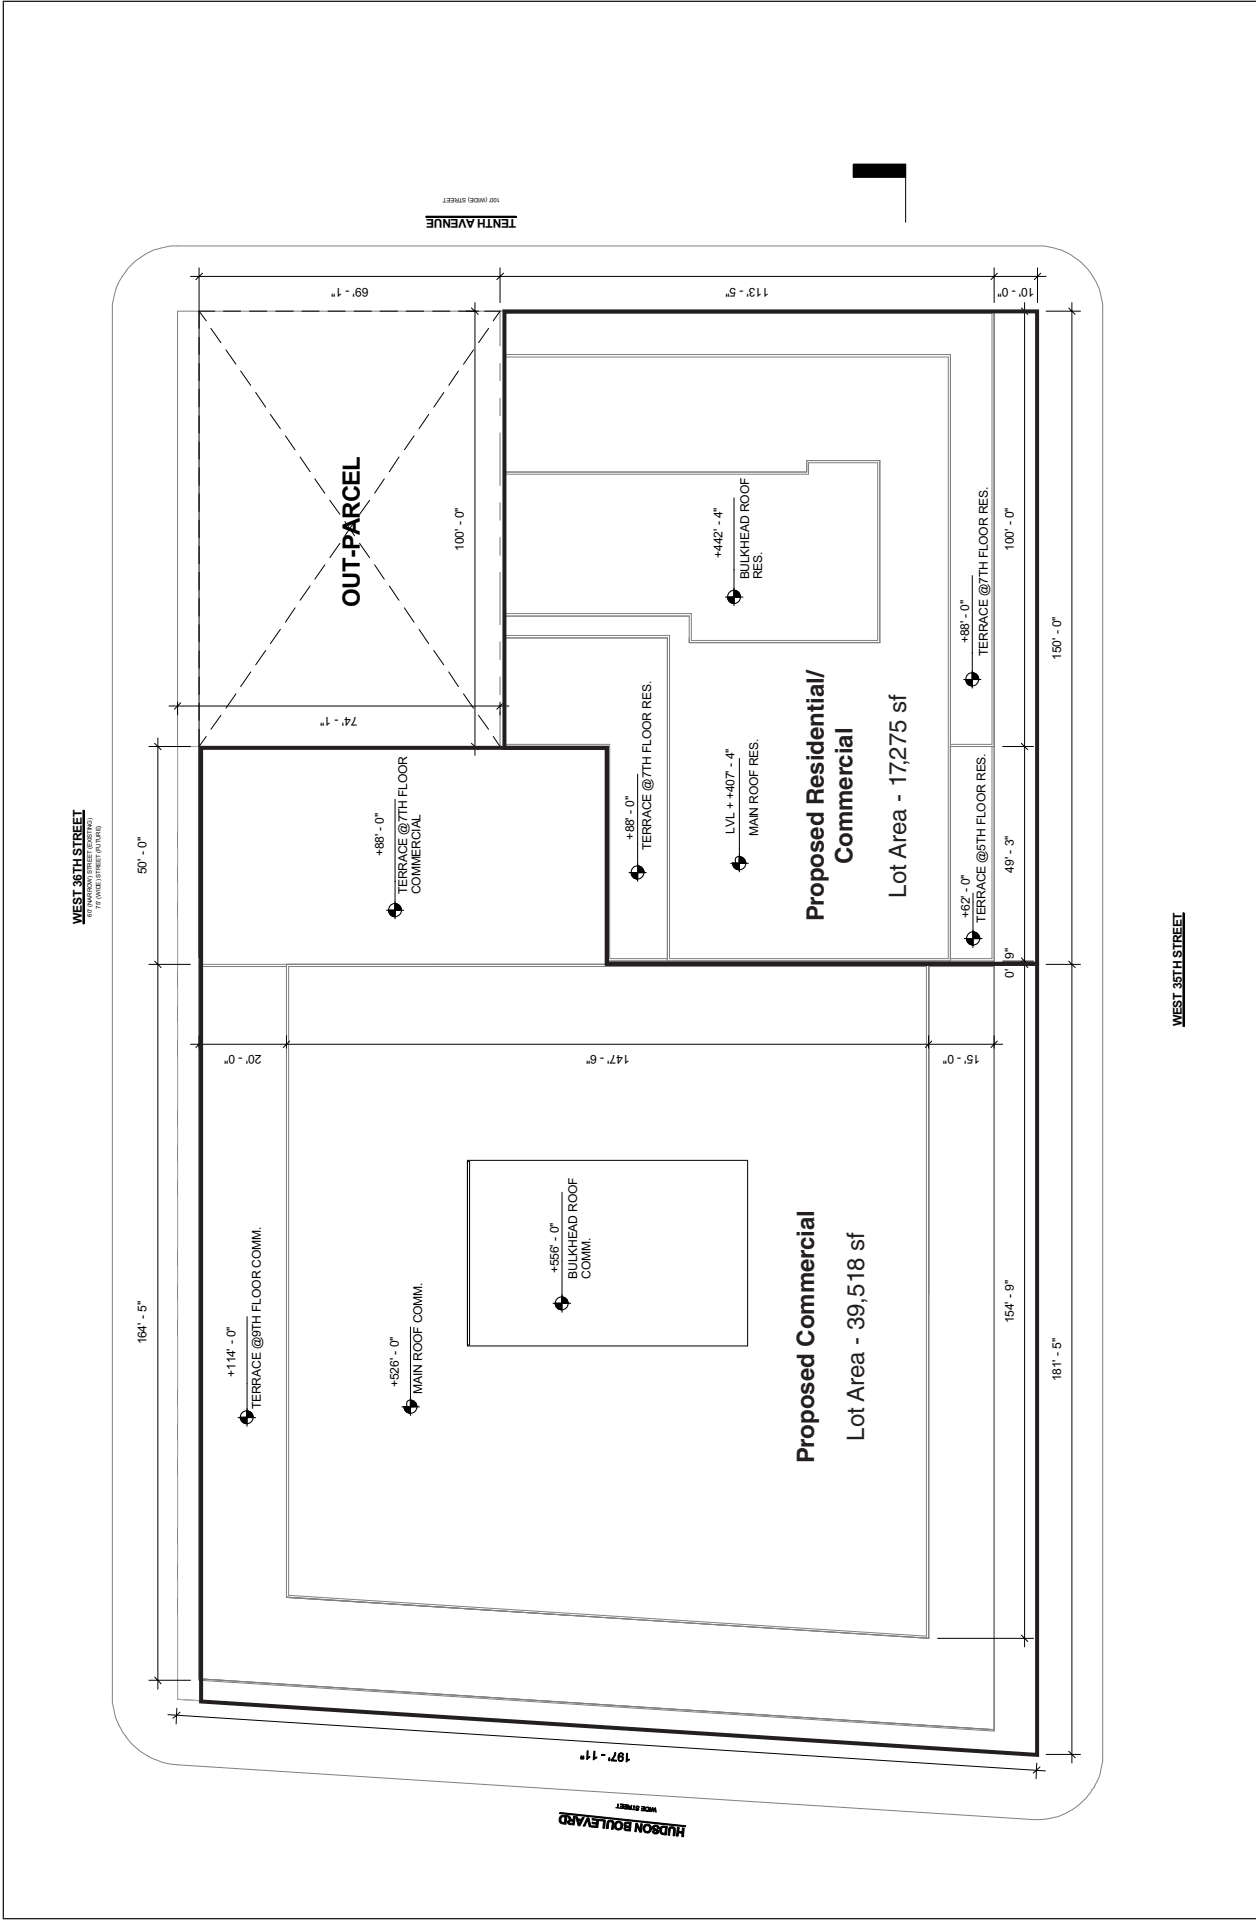 100' (WIDE) STREET
TENTH AVENUE
69' - 1"
113' - 5"
10' - 0"
OUT-PARCEL
100' - 0"
74' - 1"
WEST 36TH STREET
60' (NARROW) STREET (EXISTING)
75' (WIDE) STREET (FUTURE)
50' - 0"
164' - 5"
+88' - 0"
TERRACE @7TH FLOOR
COMMERCIAL
+442' - 4"
BULKHEAD ROOF
RES.
+88' - 0"
TERRACE @7TH FLOOR RES.
100' - 0"
150' - 0"
+88' - 0"
TERRACE @7TH FLOOR RES.
LVL + +407' - 4"
MAIN ROOF RES.
Proposed Residential/
Commercial
Lot Area - 17,275 sf
+62' - 0"
TERRACE @5TH FLOOR RES.
49' - 3"
0' 9"
WEST 35TH STREET
20' - 0"
147' - 6"
15' - 0"
+114' - 0"
TERRACE @9TH FLOOR COMM.
+526' - 0"
MAIN ROOF COMM.
+556' - 0"
BULKHEAD ROOF
COMM.
Proposed Commercial
Lot Area - 39,518 sf
154' - 9"
181' - 5"
197' - 11"
WIDE STREET
HUDSON BOULEVARD